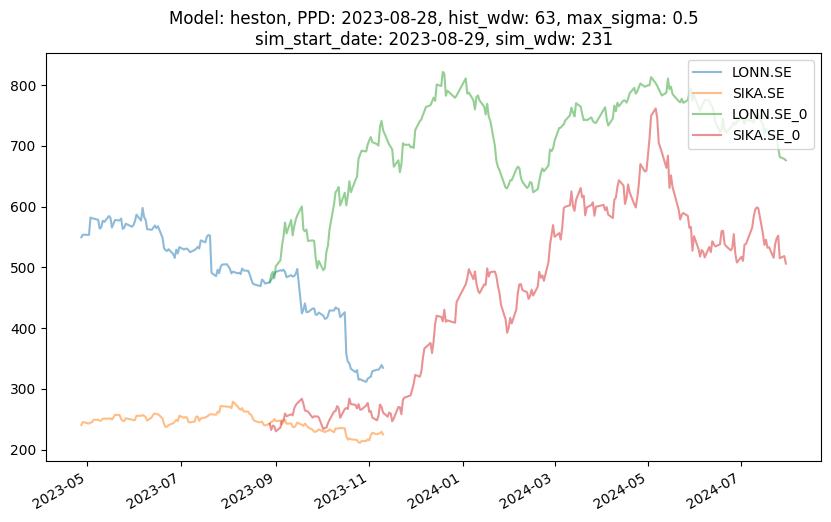 Model: heston, PPD: 2023-08-28, hist_wdw: 63, max_sigma: 0.5
sim_start_date: 2023-08-29, sim_wdw: 231
LONN.SE
SIKA.SE
LONN.SE_0
SIKA.SE_0
800
700
600
500
400
300
200
2023-05
2023-07
2023-09
2023-11
2024-01
2024-03
2024-05
2024-07